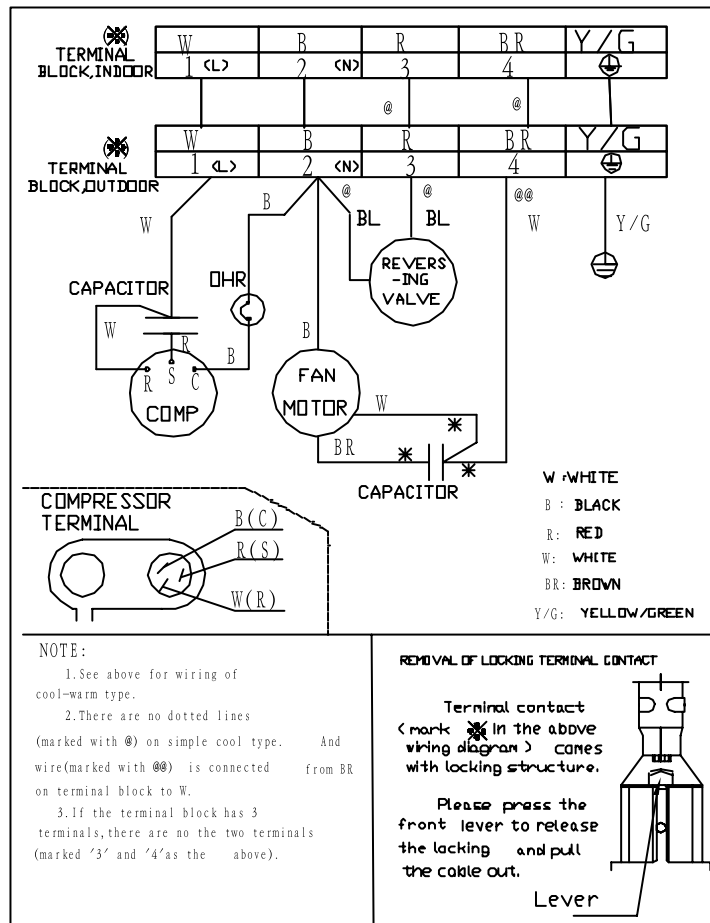 TERMINAL
BLOCK,INDOOR
W B R BR Y/G
1 (L) 2 (N) 3 4
@ @
TERMINAL
BLOCK,OUTDOOR
W B R BR Y/G
1 (L) 2 (N) 3 4
@ @ @@
W B BL BL W Y/G
CAPACITOR
OHR
REVERS
-ING
VALVE
W R B B
R S C
COMP
FAN
MOTOR
W
BR
CAPACITOR
COMPRESSOR
TERMINAL
B(C)
R(S)
W(R)
W :WHITE
B : BLACK
R: RED
W: WHITE
BR: BROWN
Y/G: YELLOW/GREEN
NOTE:
1.See above for wiring of
cool-warm type.
2.There are no dotted lines
(marked with @) on simple cool type. And
wire(marked with @@) is connected from BR
on terminal block to W.
3.If the terminal block has 3
terminals,there are no the two terminals
(marked '3' and '4'as the above).
REMOVAL OF LOCKING TERMINAL CONTACT
Terminal contact
(mark ※ in the above
wiring diagram) comes
with locking structure.
Please press the
front lever to release
the locking and pull
the cable out.
Lever